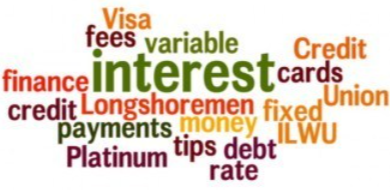 Visa
fees variable Credit
finance interest cards
credit Longshoremen fixed Union
payments money ILWU
Platinum tips debt
rate